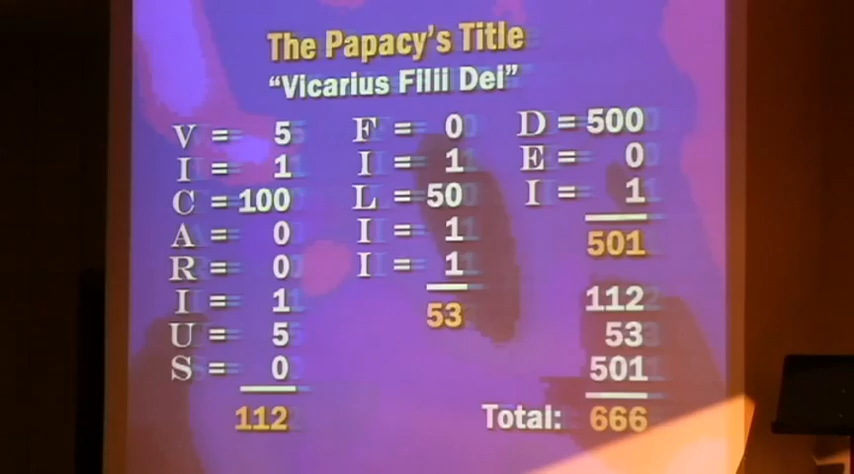 The Papacy's Title
"Vicarius Filii Dei"
V = 5
I = 1
C = 100
A = 0
R = 0
I = 1
U = 5
S = 0
112
F = 0
I = 1
L = 50
I = 1
I = 1
53
D = 500
E = 0
I = 1
501
112
53
501
Total: 666